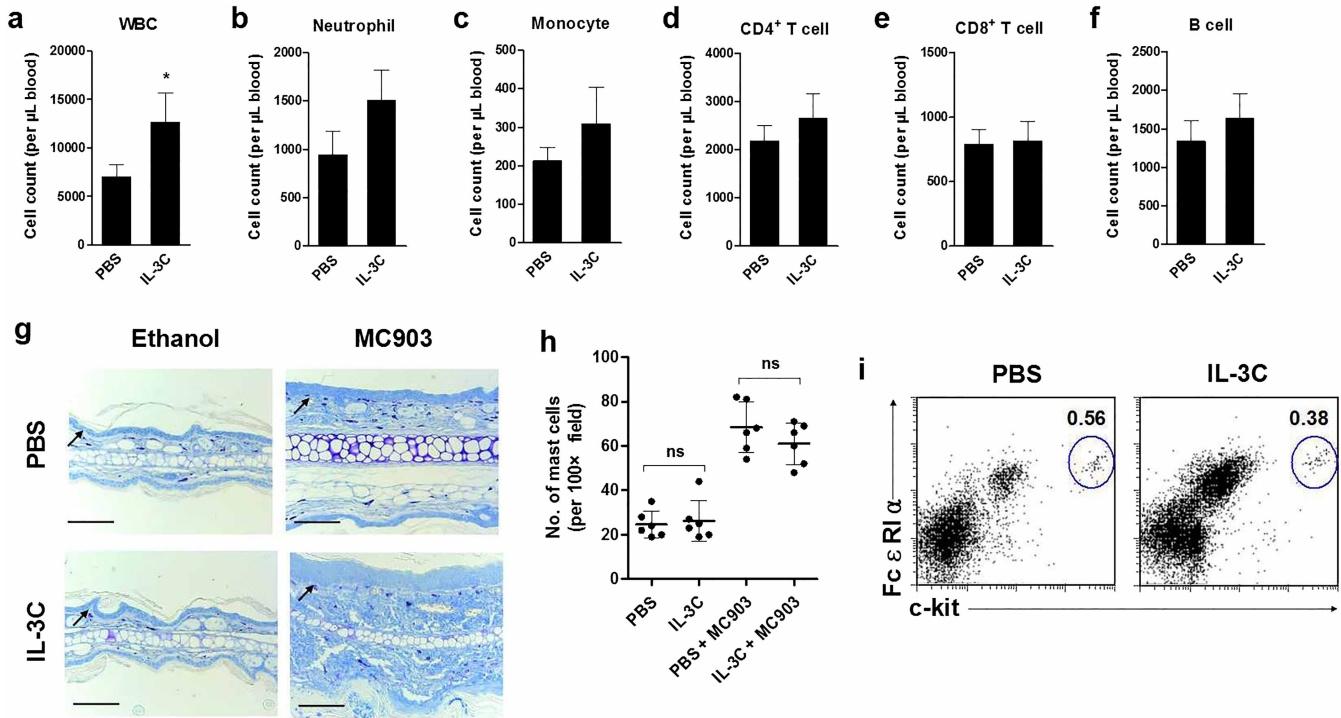 a
WBC
Cell count (per µL blood)
20000
15000
10000
5000
0
PBS
IL-3C
*
b
Neutrophil
Cell count (per µL blood)
2000
1500
1000
500
0
PBS
IL-3C
c
Monocyte
Cell count (per µL blood)
500
400
300
200
100
0
PBS
IL-3C
d
CD4+ T cell
Cell count (per µL blood)
4000
3000
2000
1000
0
PBS
IL-3C
e
CD8+ T cell
Cell count (per µL blood)
1500
1000
500
0
PBS
IL-3C
f
B cell
Cell count (per µL blood)
2500
2000
1500
1000
500
0
PBS
IL-3C
g
Ethanol
MC903
PBS
IL-3C
h
No. of mast cells
(per 100× field)
100
80
60
40
20
0
ns
ns
PBS
IL-3C
PBS + MC903
IL-3C + MC903
i
PBS
IL-3C
0.56
0.38
Fc ε RI α
c-kit